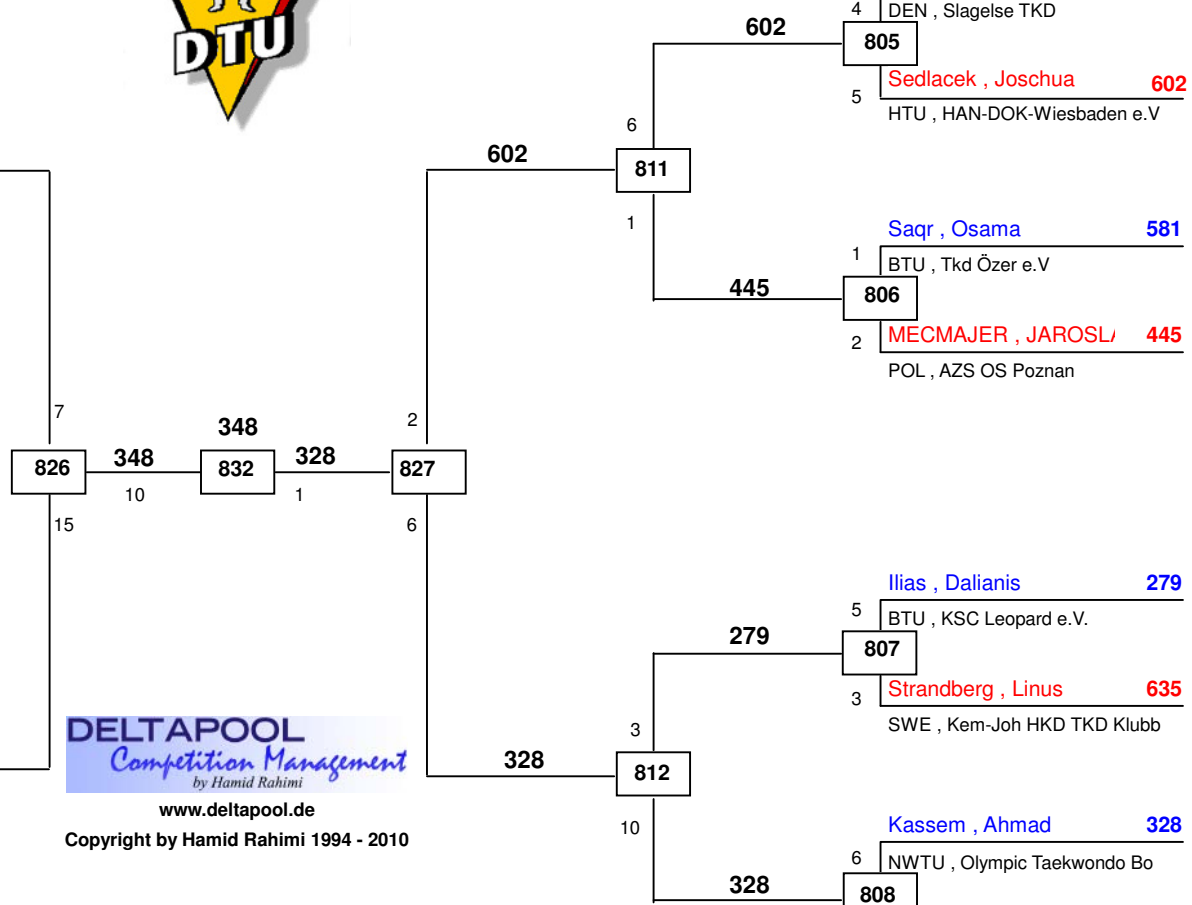 DTU
4 DEN , Slagelse TKD
602
805
Sedlacek , Joschua 602
5
HTU , HAN-DOK-Wiesbaden e.V
6
602
811
1
Saqr , Osama 581
1 BTU , Tkd Özer e.V
445
806
2 MECMAJER , JAROSLA 445
POL , AZS OS Poznan
7
348
2
826
348
832
328
827
10
1
15
6
Ilias , Dalianis 279
5 BTU , KSC Leopard e.V.
279
807
3 Strandberg , Linus 635
SWE , Kem-Joh HKD TKD Klubb
3
DELTAPOOL
Competition Management
by Hamid Rahimi
www.deltapool.de
Copyright by Hamid Rahimi 1994 - 2010
328
812
10
Kassem , Ahmad 328
6 NWTU , Olympic Taekwondo Bo
328
808